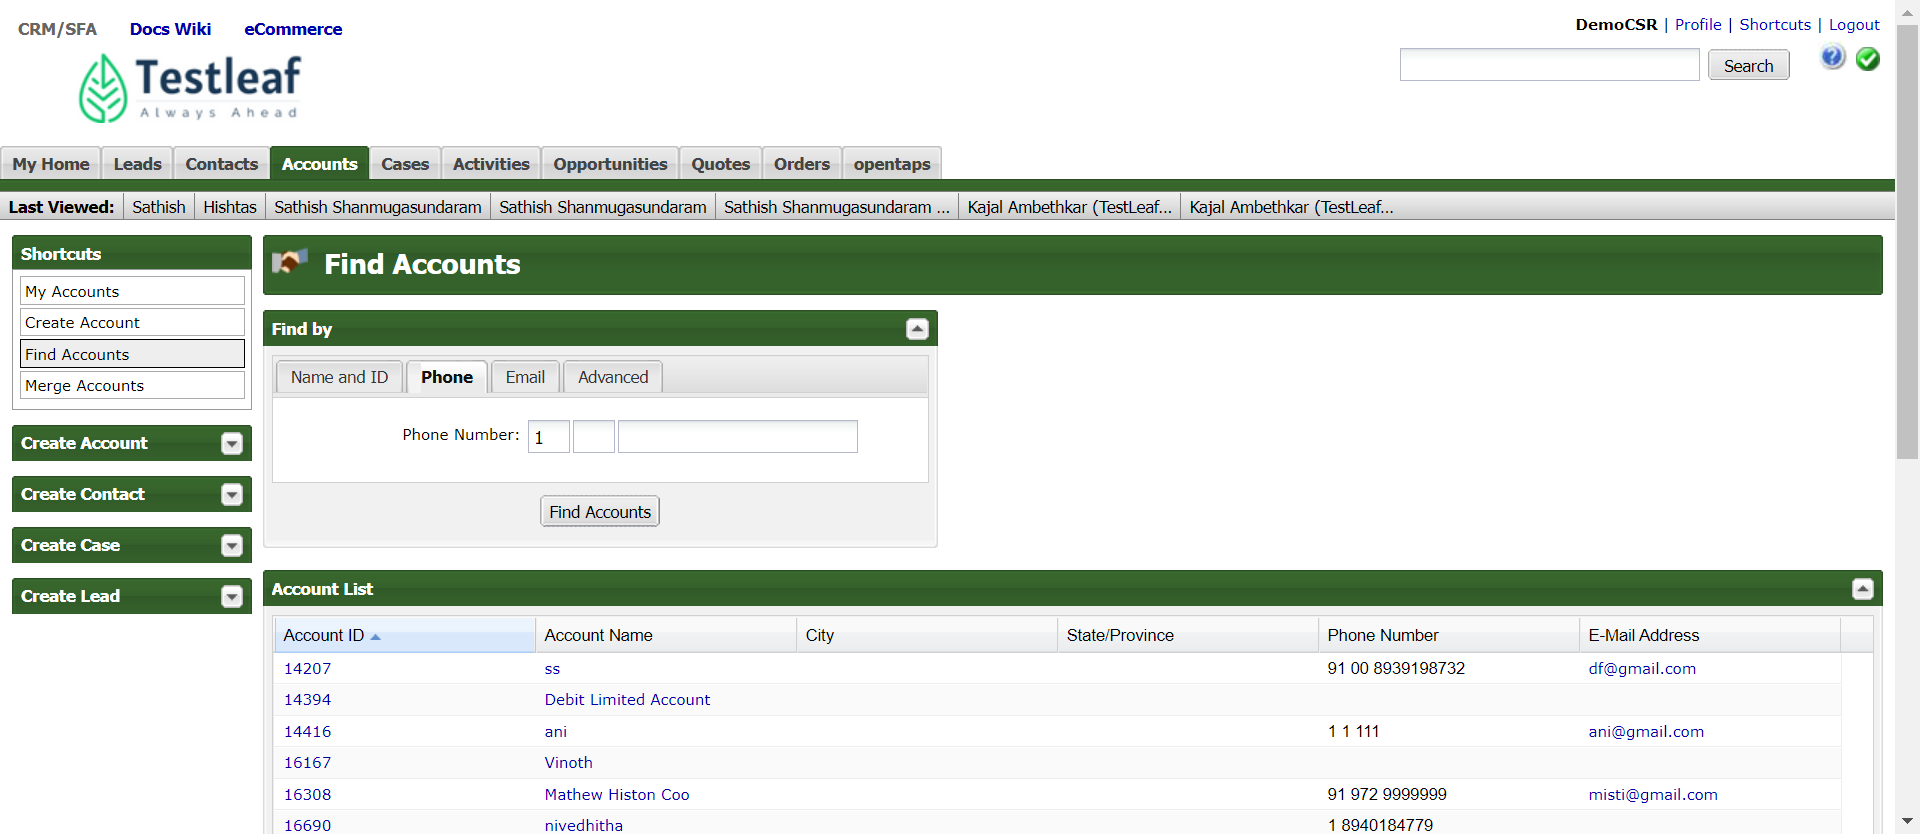 CRM/SFA Docs Wiki eCommerce
DemoCSR | Profile | Shortcuts | Logout
Search
Testleaf
Always Ahead
My Home Leads Contacts Accounts Cases Activities Opportunities Quotes Orders opentaps
Last Viewed: Sathish Hishtas Sathish Shanmugasundaram Sathish Shanmugasundaram Sathish Shanmugasundaram ... Kajal Ambethkar (TestLeaf... Kajal Ambethkar (TestLeaf...
Shortcuts
My Accounts
Create Account
Find Accounts
Merge Accounts
Create Account
Create Contact
Create Case
Create Lead
Find Accounts
Find by
Name and ID Phone Email Advanced
Phone Number: 1
Find Accounts
Account List
Account ID Account Name City State/Province Phone Number E-Mail Address
14207 ss 91 00 8939198732 df@gmail.com
14394 Debit Limited Account
14416 ani 1 1 111 ani@gmail.com
16167 Vinoth
16308 Mathew Histon Coo 91 972 9999999 misti@gmail.com
16690 nivedhitha 1 8940184779